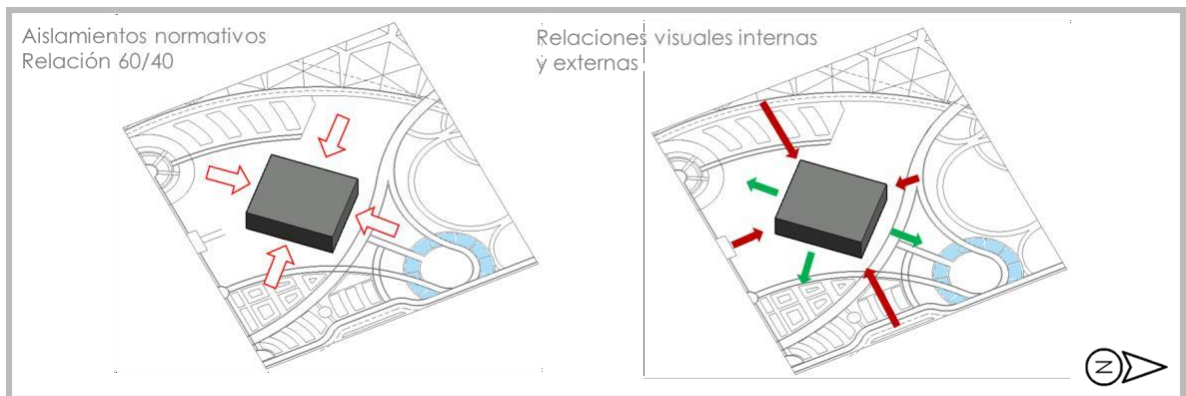 Aislamientos normativos
Relación 60/40
Relaciones visuales internas
y externas
N